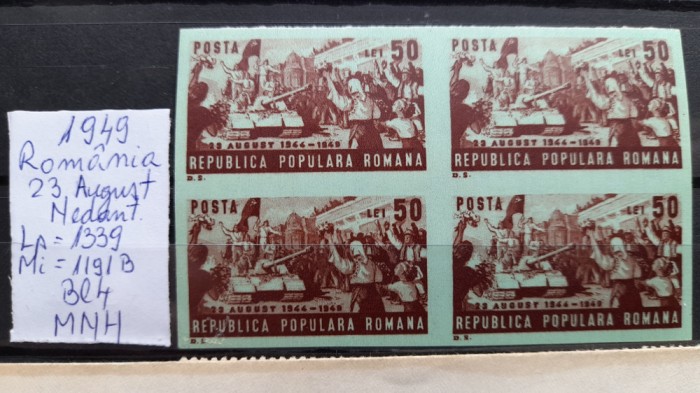 1949
România
23 August
Nedant.
Lp = 1339
Mi = 1191B
Bl4
MNH
POSTA LEI 50
23 AUGUST 1944-1949
REPUBLICA POPULARA ROMANA
D.S.
POSTA LEI 50
23 AUGUST 1944-1949
REPUBLICA POPULARA ROMANA
D.S.
POSTA LEI 50
23 AUGUST 1944-1949
REPUBLICA POPULARA ROMANA
D.S.
POSTA LEI 50
23 AUGUST 1944-1949
REPUBLICA POPULARA ROMANA
D.S.